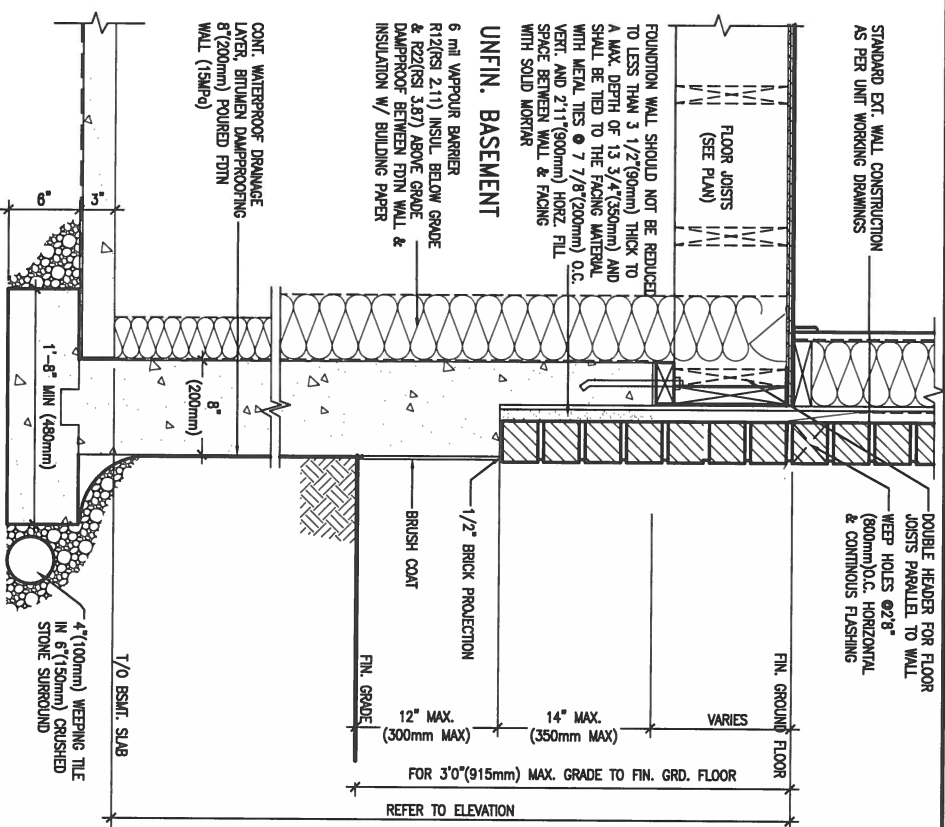 STANDARD EXT. WALL CONSTRUCTION
AS PER UNIT WORKING DRAWINGS
FLOOR JOISTS
(SEE PLAN)
FOUNDTION WALL SHOULD NOT BE REDUCED
TO LESS THAN 3 1/2"(90mm) THICK TO
A MAX. DEPTH OF 13 3/4"(350mm) AND
SHALL BE TIED TO THE FACING MATERIAL
WITH METAL TIES @ 7 7/8"(200mm) O.C.
VERT. AND 2'11"(900mm) HORZ. FILL
SPACE BETWEEN WALL & FACING
WITH SOLID MORTAR
UNFIN. BASEMENT
6 mil VAPPOUR BARRIER
R12(RSI 2.11) INSUL BELOW GRADE
& R22(RSI 3.87) ABOVE GRADE
DAMPPROOF BETWEEN FDTN WALL &
INSULATION W/ BUILDING PAPER
CONT. WATERPROOF DRAINAGE
LAYER, BITUMEN DAMPPROOFING
8"(200mm) POURED FDTN
WALL (15MPa)
6"
3"
1'-8" MIN (480mm)
8"
(200mm)
DOUBLE HEADER FOR FLOOR
JOISTS PARALLEL TO WALL
WEEP HOLES @2'8"
(800mm)O.C. HORIZONTAL
& CONTINOUS FLASHING
1/2" BRICK PROJECTION
BRUSH COAT
FIN. GROUND FLOOR
VARIES
14" MAX.
(350mm MAX)
12" MAX.
(300mm MAX)
FIN. GRADE
FOR 3'0"(915mm) MAX. GRADE TO FIN. GRD. FLOOR
REFER TO ELEVATION
T/O BSMT. SLAB
4"(100mm) WEEPING TILE
IN 6"(150mm) CRUSHED
STONE SURROUND